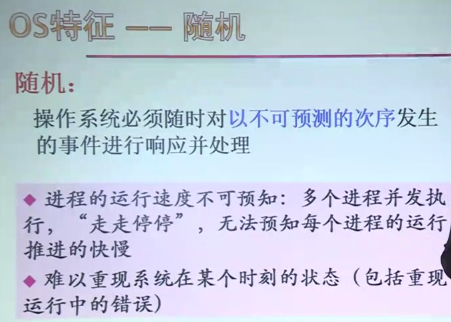 OS特征 —— 随机
随机：
操作系统必须随时对以不可预测的次序发生
的事件进行响应并处理
◆ 进程的运行速度不可预知：多个进程并发执
行，“走走停停”，无法预知每个进程的运行
推进的快慢
◆ 难以重现系统在某个时刻的状态（包括重现
运行中的错误）